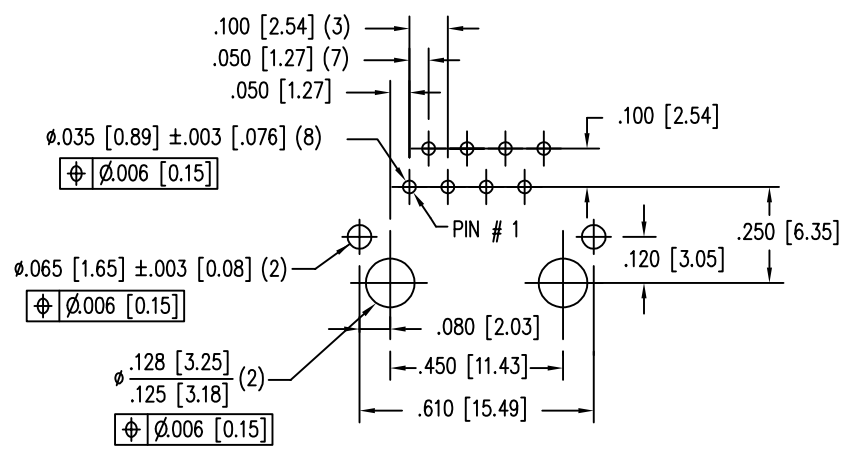 .100 [2.54] (3)
.050 [1.27] (7)
.050 [1.27]
.100 [2.54]
ø.035 [0.89] ±.003 [.076] (8)
⌖ Ø.006 [0.15]
PIN # 1
.250 [6.35]
.120 [3.05]
ø.065 [1.65] ±.003 [0.08] (2)
⌖ Ø.006 [0.15]
.080 [2.03]
ø .128 [3.25]
.125 [3.18] (2)
.450 [11.43]
.610 [15.49]
⌖ Ø.006 [0.15]